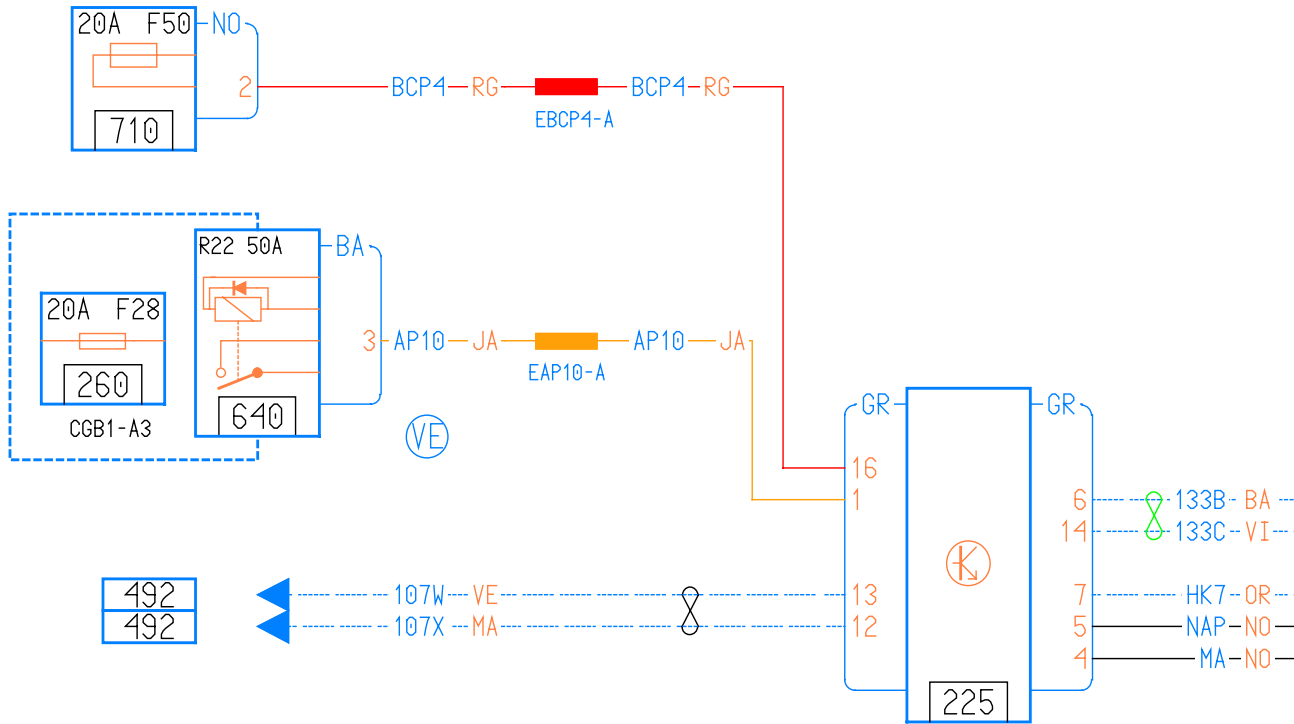 20A F50 NO
2 BCP4 RG BCP4 RG
EBCP4-A
710
R22 50A BA
20A F28
3 AP10 JA AP10 JA
EAP10-A
260
640
CGB1-A3
VE
GR GR
16
1
6 133B BA
14 133C VI
492 107W VE 13
492 107X MA 12
7 HK7 OR
5 NAP NO
4 MA NO
225